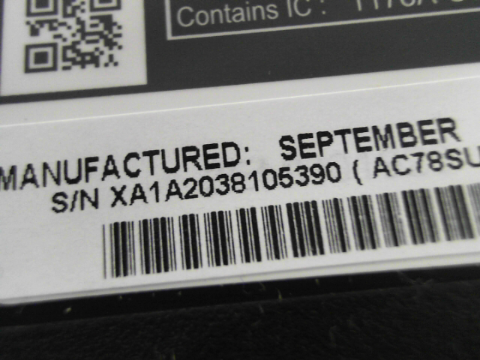 Contains IC :
MANUFACTURED: SEPTEMBER
S/N XA1A2038105390 ( AC78SU